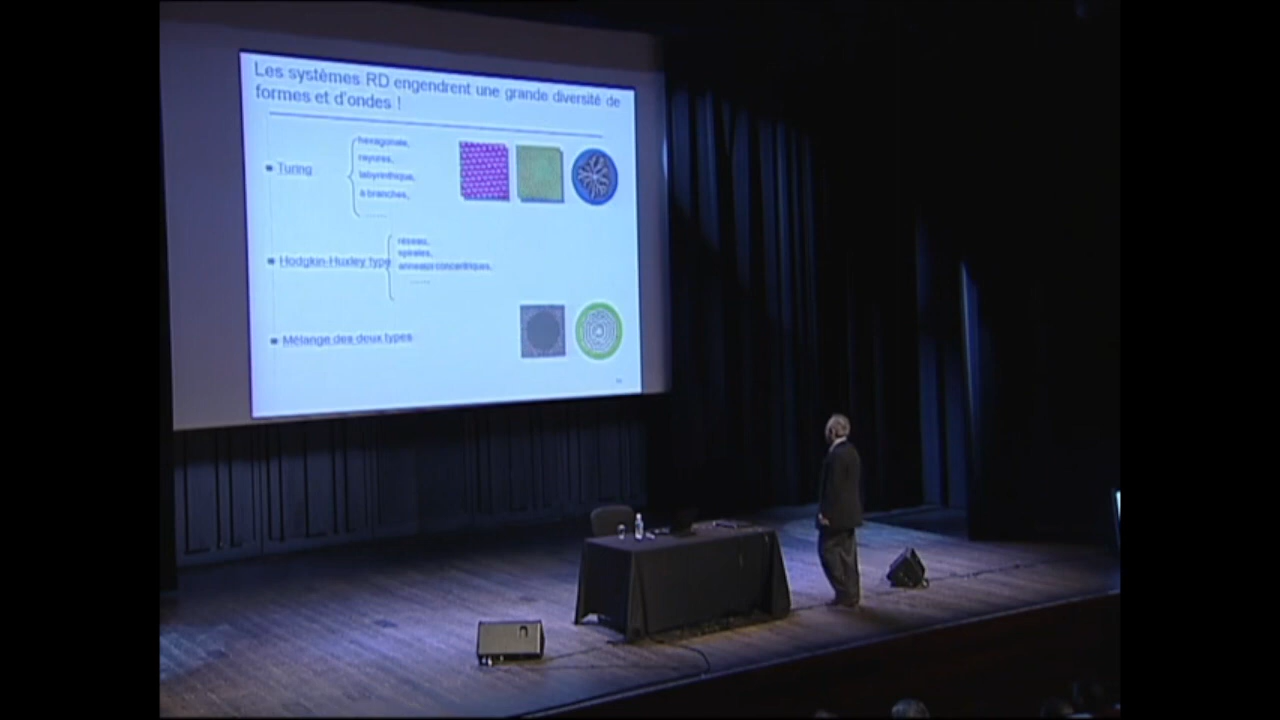 Les systèmes RD engendrent une grande diversité de
formes et d'ondes !
Turing
hexagonale,
rayures,
labyrinthique,
à branches,
.......
Hodgkin-Huxley type
réseau,
spirales,
anneaux concentriques,
......
Mélange des deux types